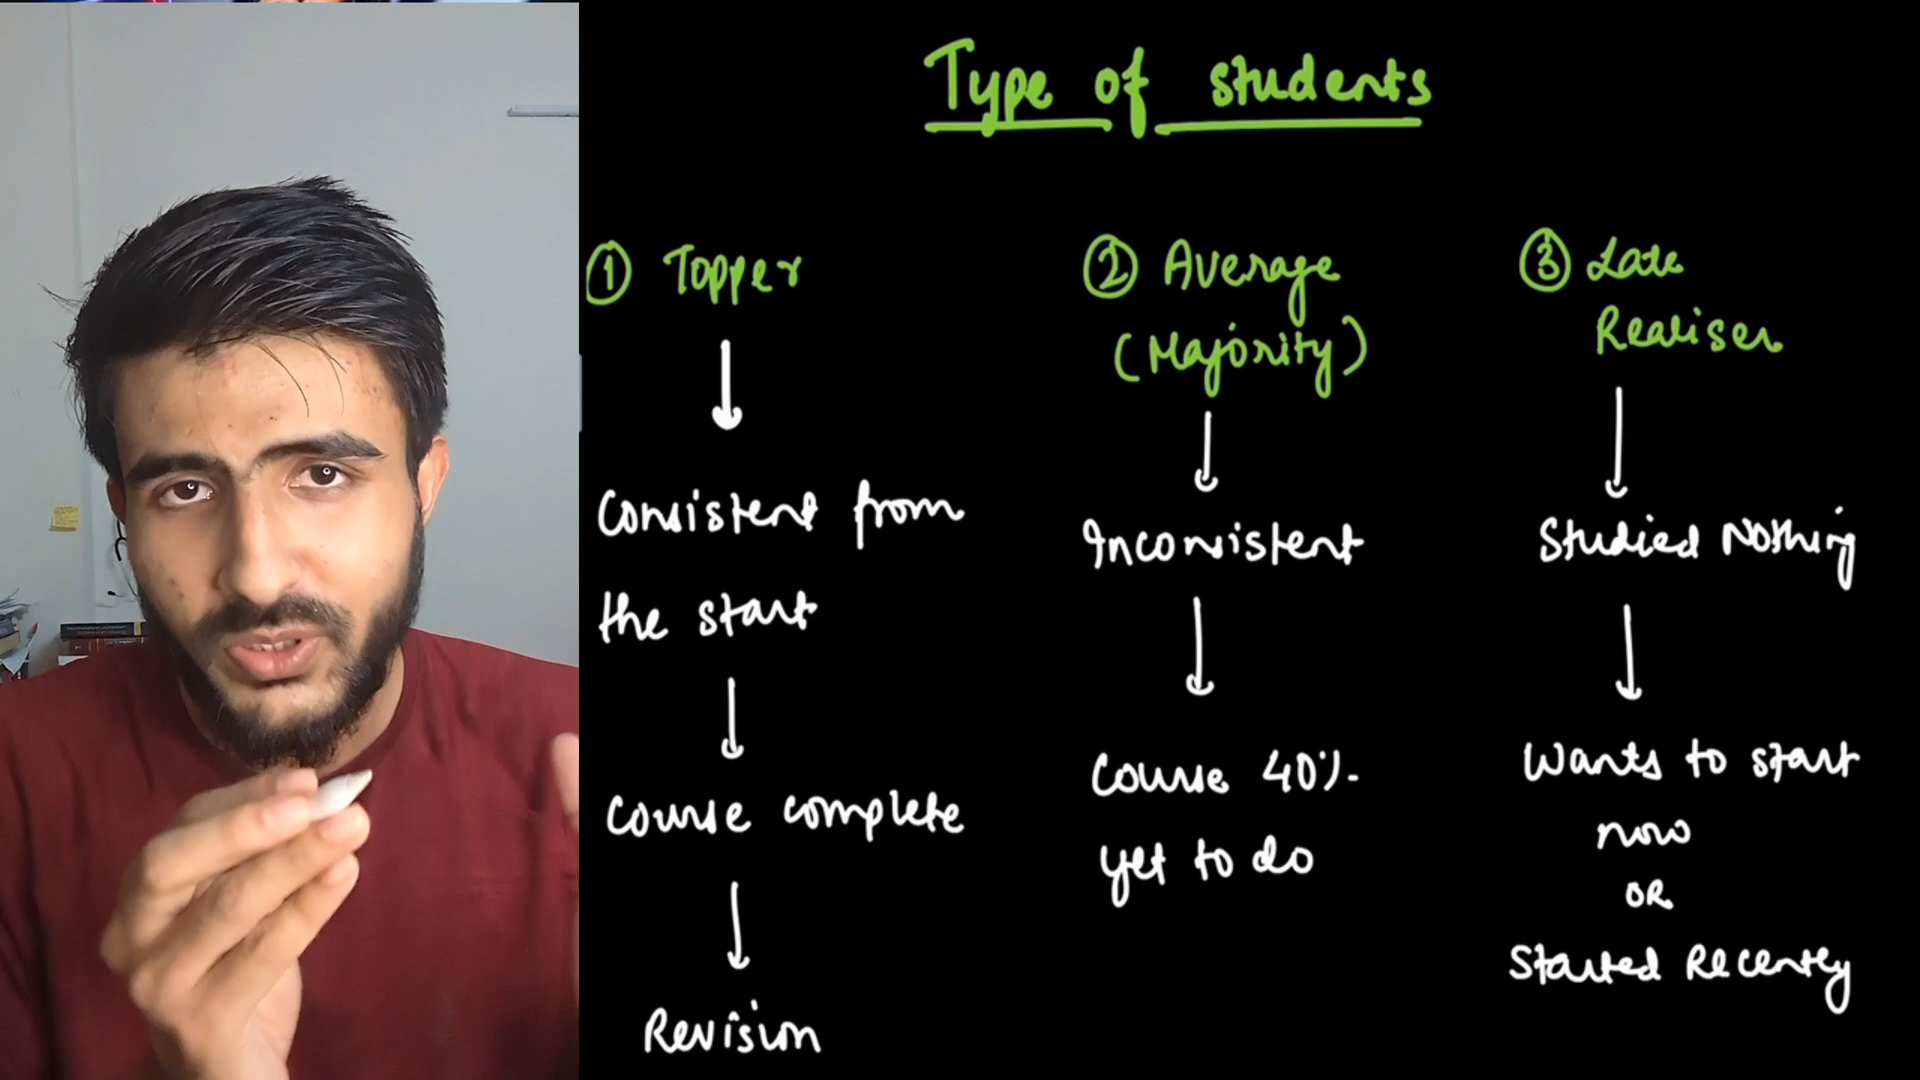 Type of students
① Topper
Consistent from
the start
Course complete
Revision
② Average
(Majority)
Inconsistent
Course 40%
yet to do
③ Late
Realiser
Studied Nothing
Wants to start
now
OR
Started Recently